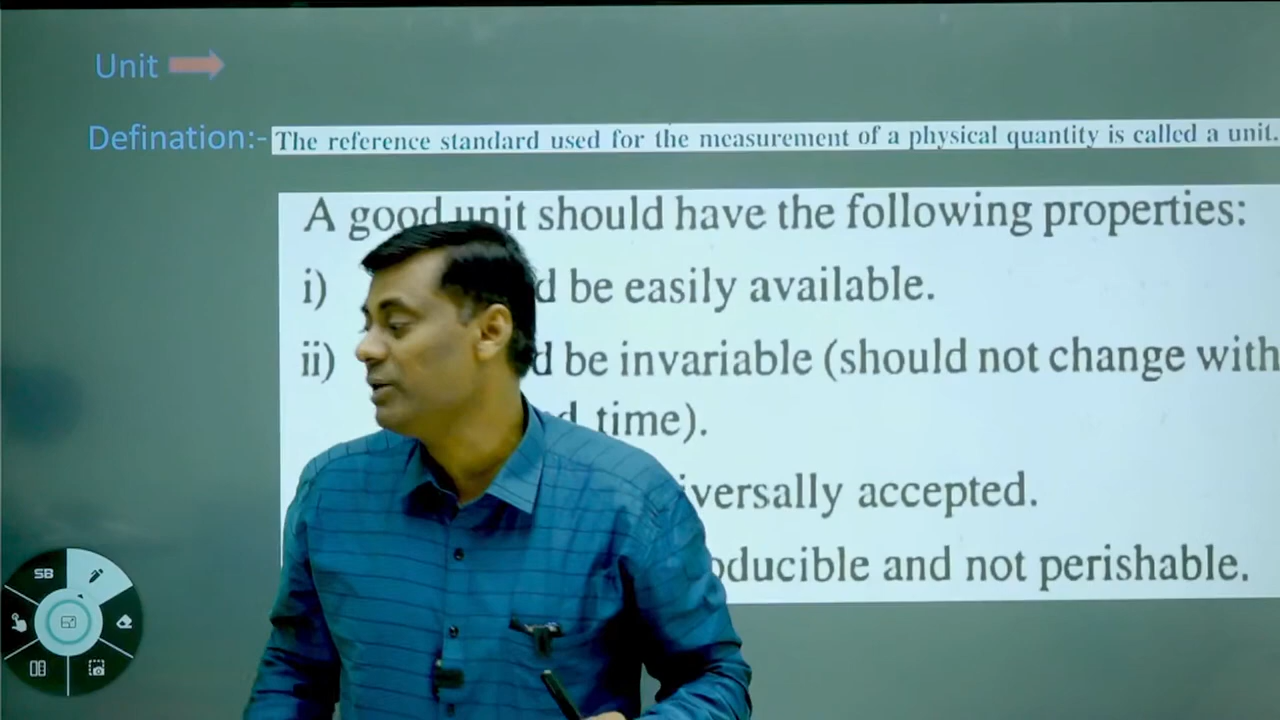 Unit
Defination:- The reference standard used for the measurement of a physical quantity is called a unit.
A good unit should have the following properties:
i) be easily available.
ii) be invariable (should not change with
time).
accepted.
and not perishable.
SB